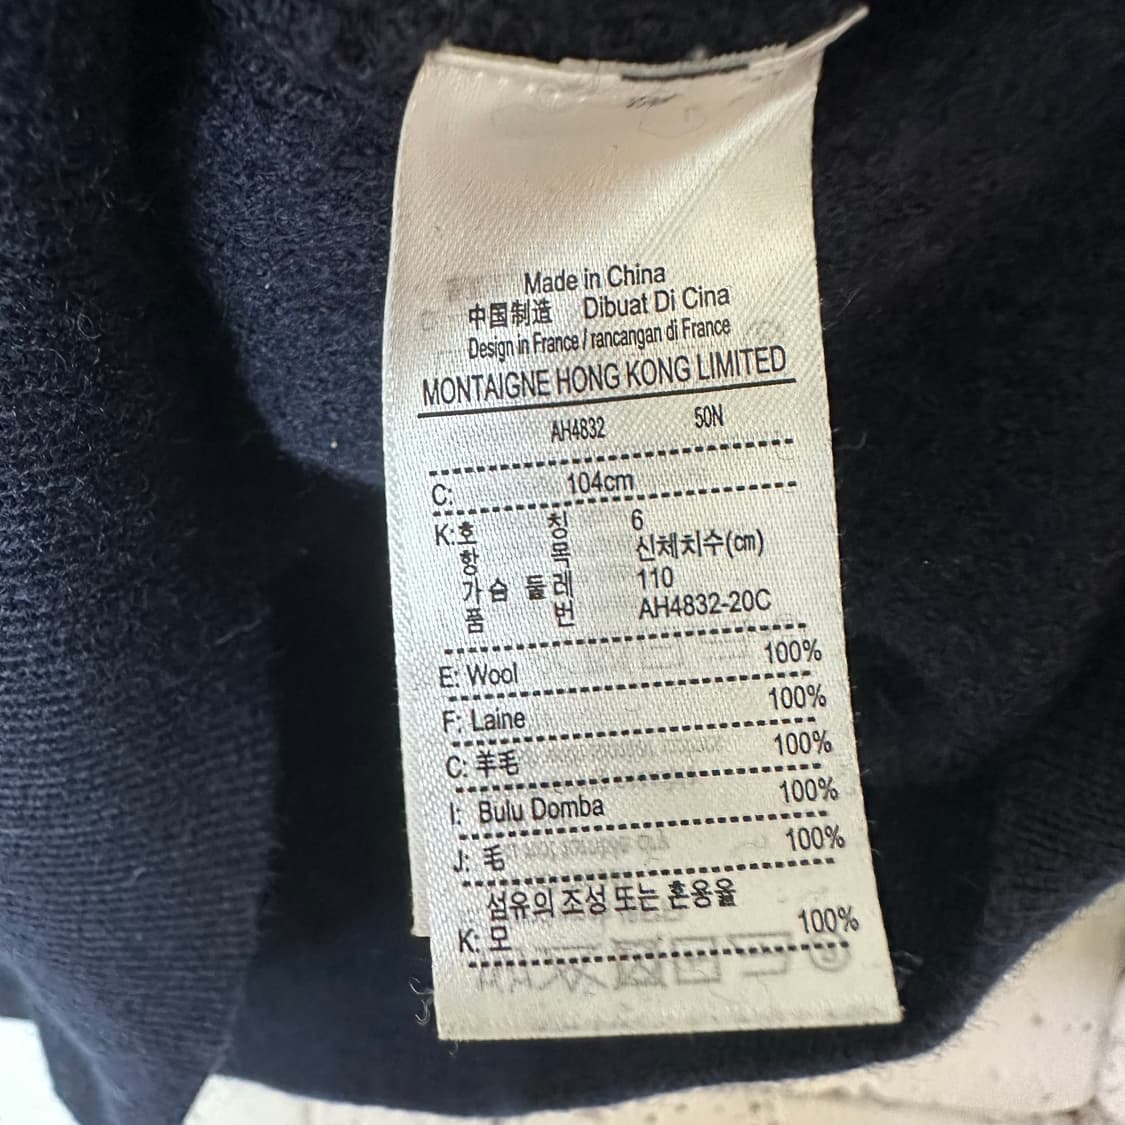 Made in China
中国制造 Dibuat Di Cina
Design in France / rancangan di France
MONTAIGNE HONG KONG LIMITED
AH4832 50N
C: 104cm
K: 호 칭 6
항 목 신체치수(㎝)
가 슴 둘 레 110
품 번 AH4832-20C
E: Wool 100%
F: Laine 100%
C: 羊毛 100%
I: Bulu Domba 100%
J: 毛 100%
섬유의 조성 또는 혼용율
K: 모 100%